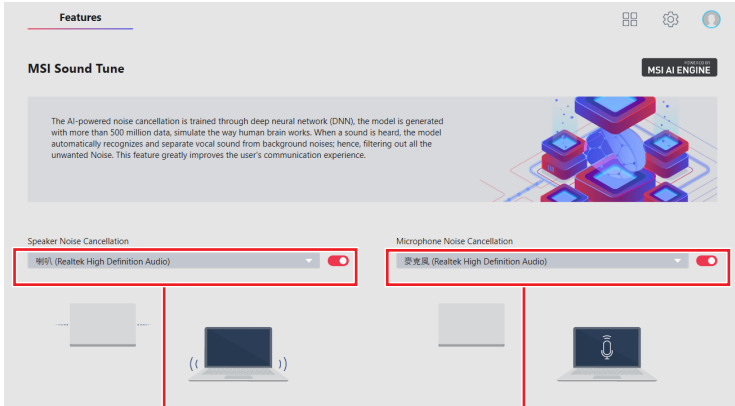 Features
MSI Sound Tune
POWERED BY
MSI AI ENGINE
The AI-powered noise cancellation is trained through deep neural network (DNN), the model is generated
with more than 500 million data, simulate the way human brain works. When a sound is heard, the model
automatically recognizes and separate vocal sound from background noises; hence, filtering out all the
unwanted Noise. This feature greatly improves the user's communication experience.
Speaker Noise Cancellation
喇叭 (Realtek High Definition Audio)
Microphone Noise Cancellation
麥克風 (Realtek High Definition Audio)